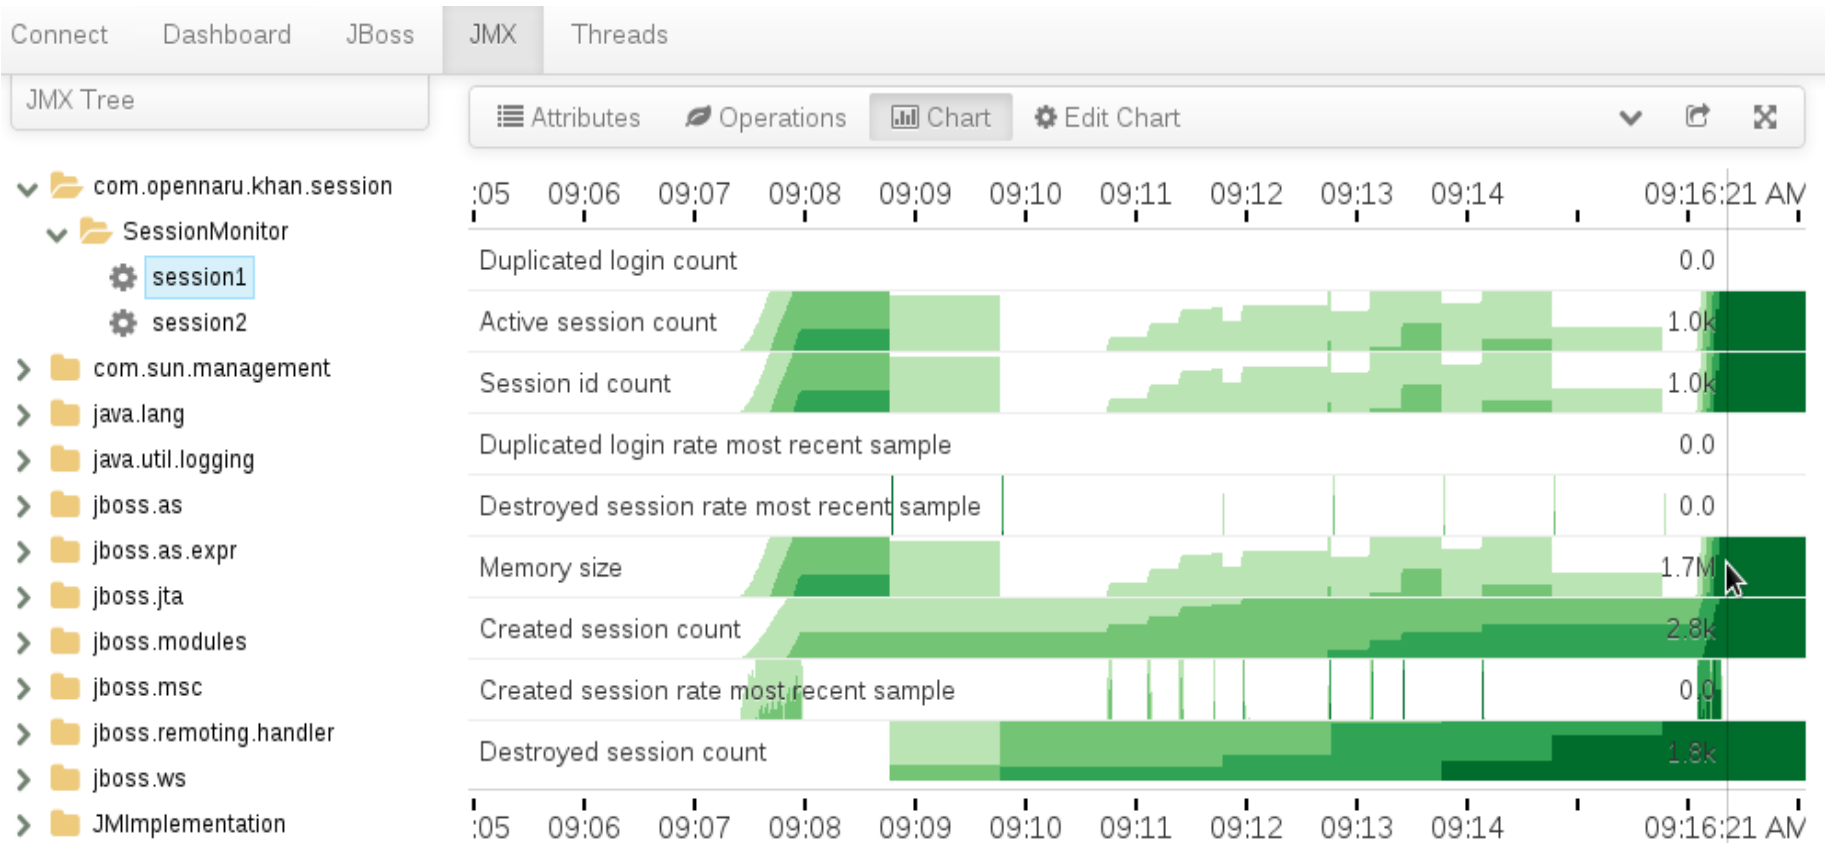 Connect Dashboard JBoss JMX Threads
JMX Tree
com.opennaru.khan.session
SessionMonitor
session1
session2
com.sun.management
java.lang
java.util.logging
jboss.as
jboss.as.expr
jboss.jta
jboss.modules
jboss.msc
jboss.remoting.handler
jboss.ws
JMImplementation
Attributes Operations Chart Edit Chart
:05 09:06 09:07 09:08 09:09 09:10 09:11 09:12 09:13 09:14 09:16:21 AM
Duplicated login count 0.0
Active session count 1.0k
Session id count 1.0k
Duplicated login rate most recent sample 0.0
Destroyed session rate most recent sample 0.0
Memory size 1.7M
Created session count 2.8k
Created session rate most recent sample 0.0
Destroyed session count 1.8k
:05 09:06 09:07 09:08 09:09 09:10 09:11 09:12 09:13 09:14 09:16:21 AM